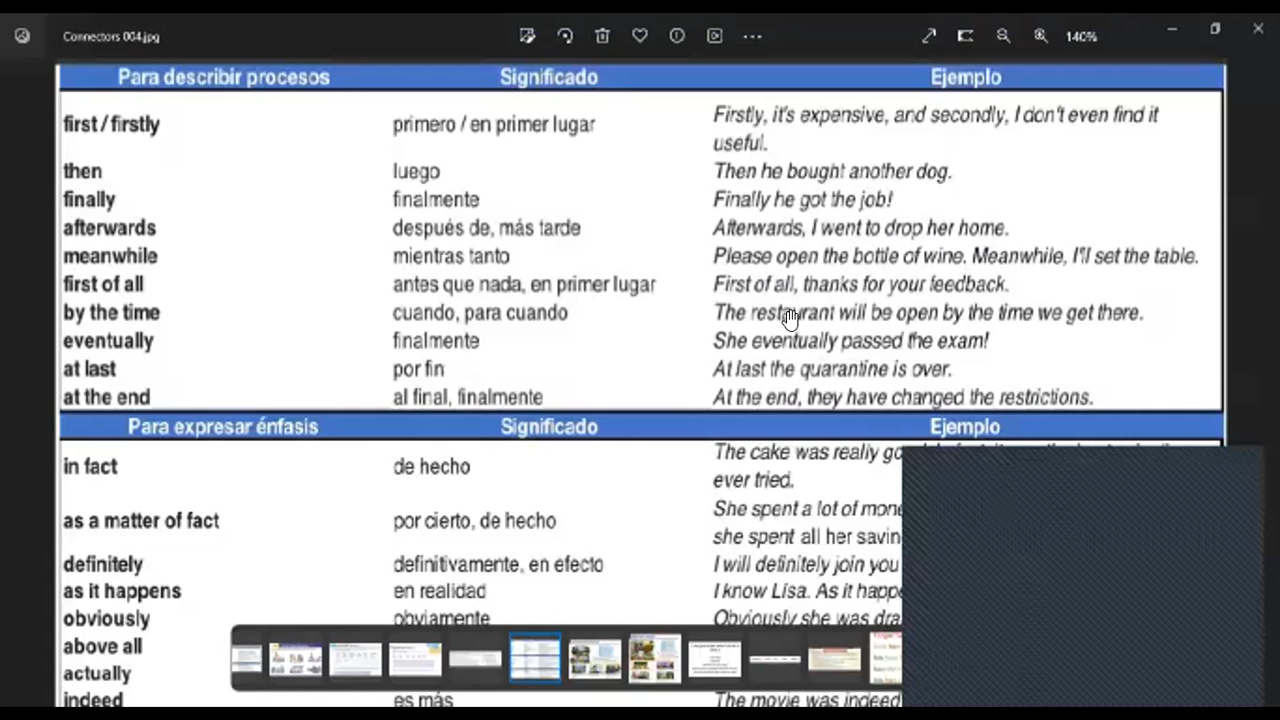 Connectors 004.jpg
140%
Para describir procesos Significado Ejemplo
first / firstly primero / en primer lugar Firstly, it's expensive, and secondly, I don't even find it
useful.
then luego Then he bought another dog.
finally finalmente Finally he got the job!
afterwards después de, más tarde Afterwards, I went to drop her home.
meanwhile mientras tanto Please open the bottle of wine. Meanwhile, I'll set the table.
first of all antes que nada, en primer lugar First of all, thanks for your feedback.
by the time cuando, para cuando The restaurant will be open by the time we get there.
eventually finalmente She eventually passed the exam!
at last por fin At last the quarantine is over.
at the end al final, finalmente At the end, they have changed the restrictions.
Para expresar énfasis Significado Ejemplo
in fact de hecho The cake was really
ever tried.
as a matter of fact por cierto, de hecho She spent a lot of
she spent all her
definitely definitivamente, en efecto I will definitely join you
as it happens en realidad I know Lisa. As it
obviously obviamente Obviously she was
above all
actually
indeed es más The movie was indeed